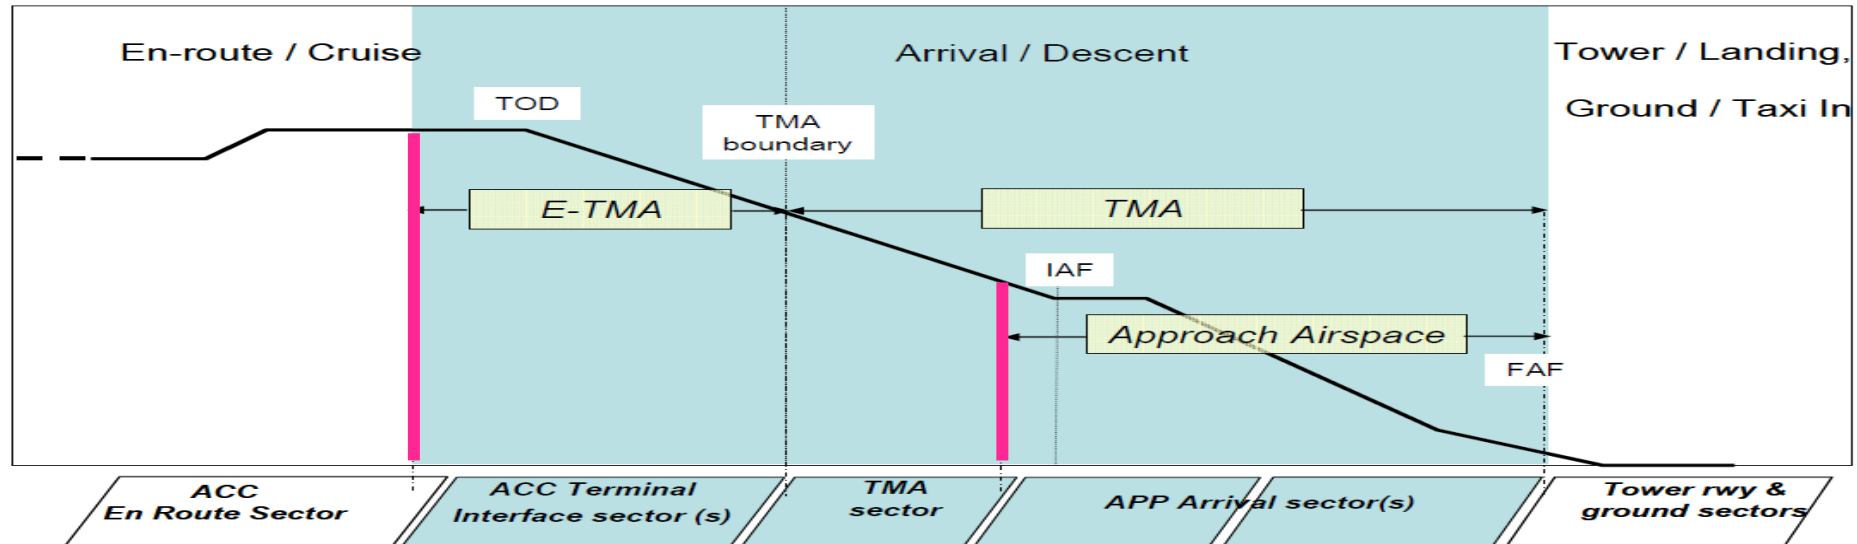 En-route / Cruise
Arrival / Descent
Tower / Landing,
Ground / Taxi In
TOD
TMA
boundary
E-TMA
TMA
IAF
Approach Airspace
FAF
ACC
En Route Sector
ACC Terminal
Interface sector (s)
TMA
sector
APP Arrival sector(s)
Tower rwy &
ground sectors